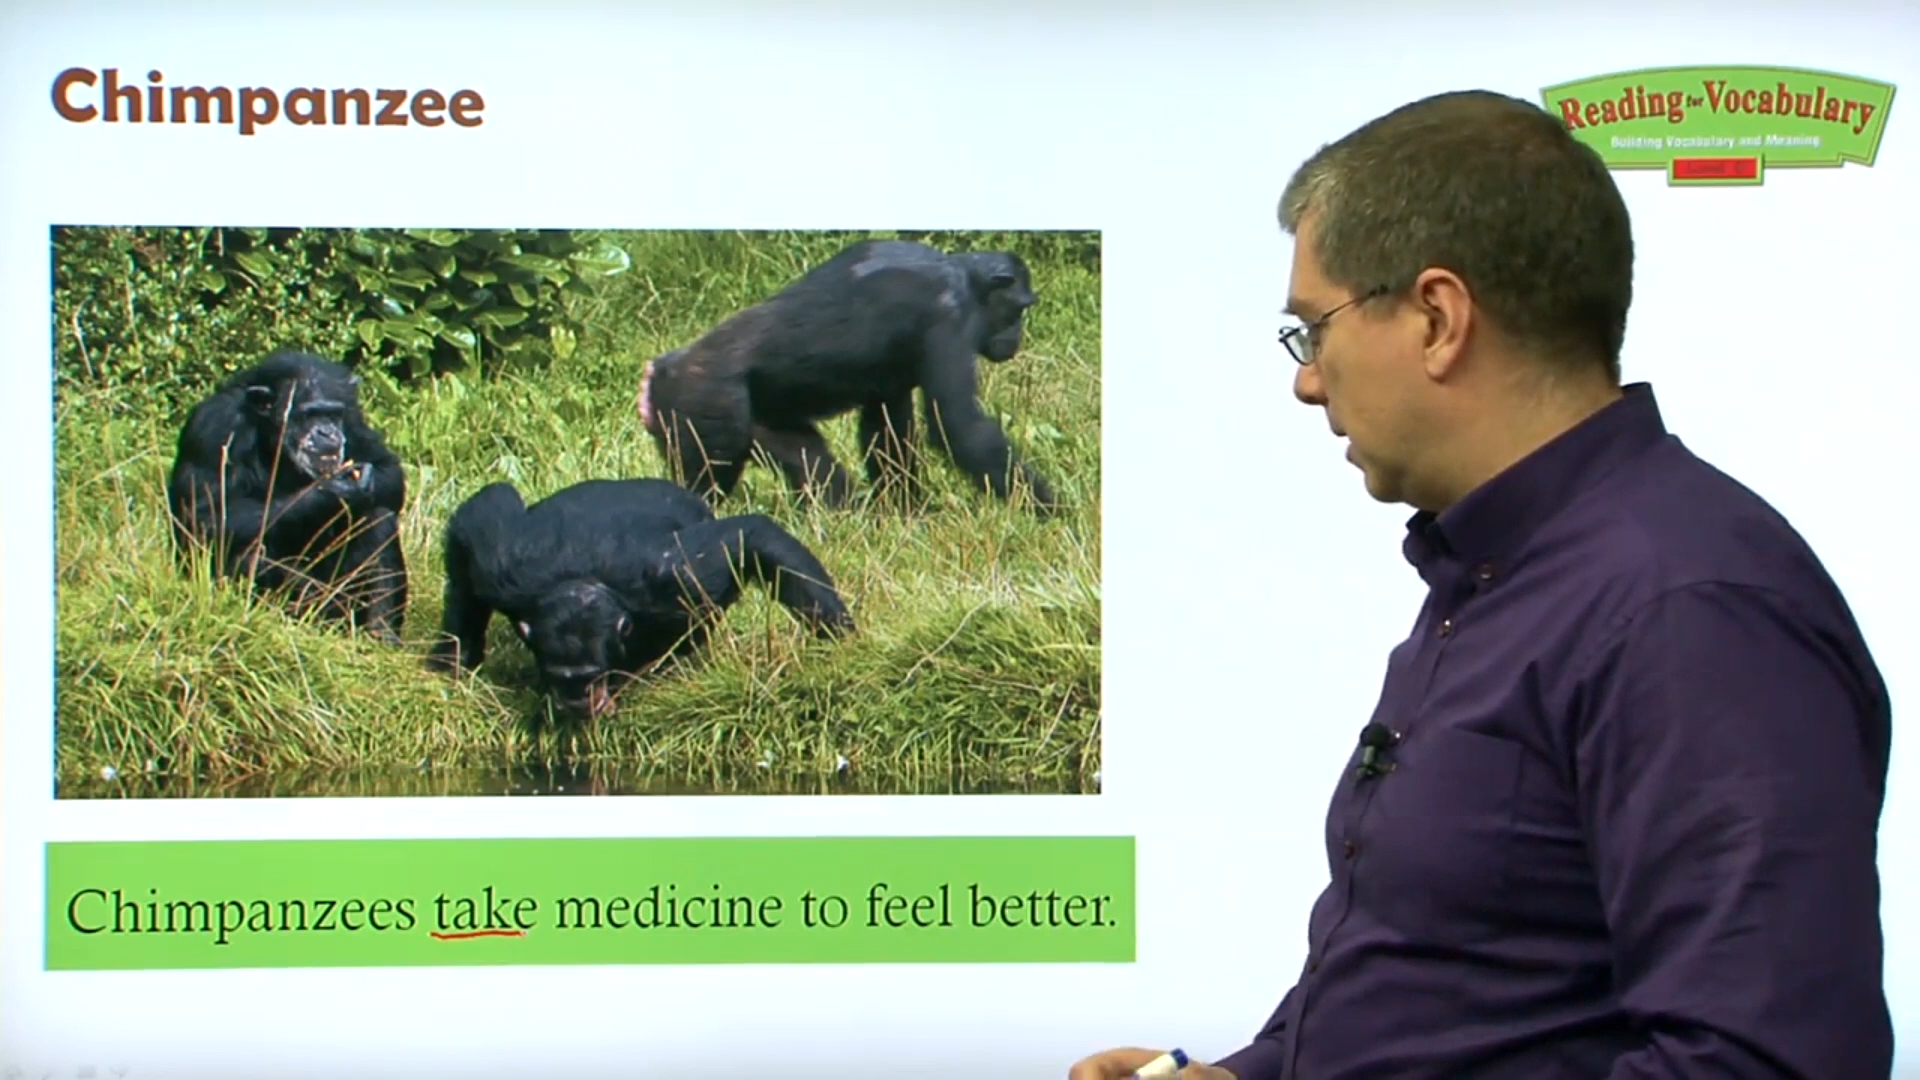 Chimpanzee
Reading for Vocabulary
Building Vocabulary and Meaning
Chimpanzees take medicine to feel better.